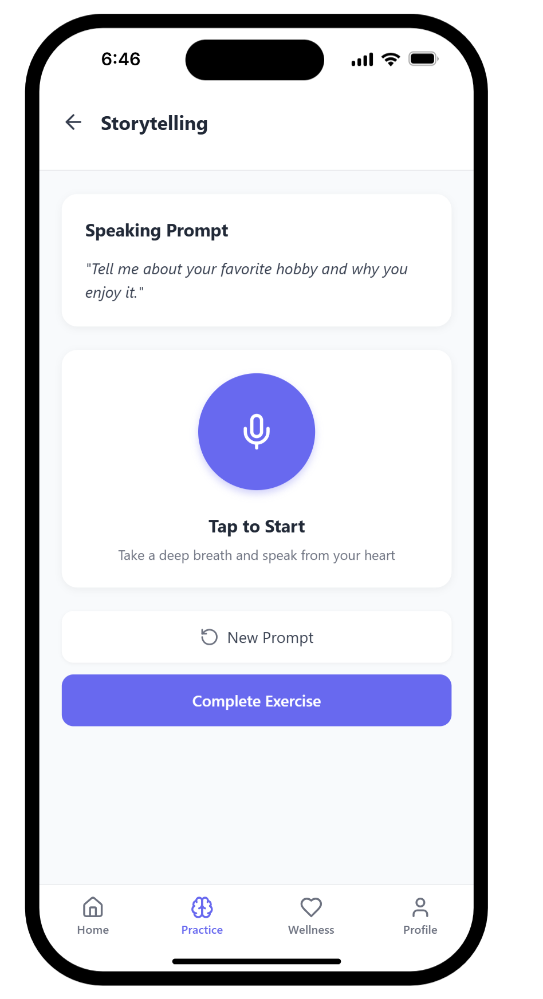 6:46
Storytelling
Speaking Prompt
"Tell me about your favorite hobby and why you
enjoy it."
Tap to Start
Take a deep breath and speak from your heart
New Prompt
Complete Exercise
Home
Practice
Wellness
Profile